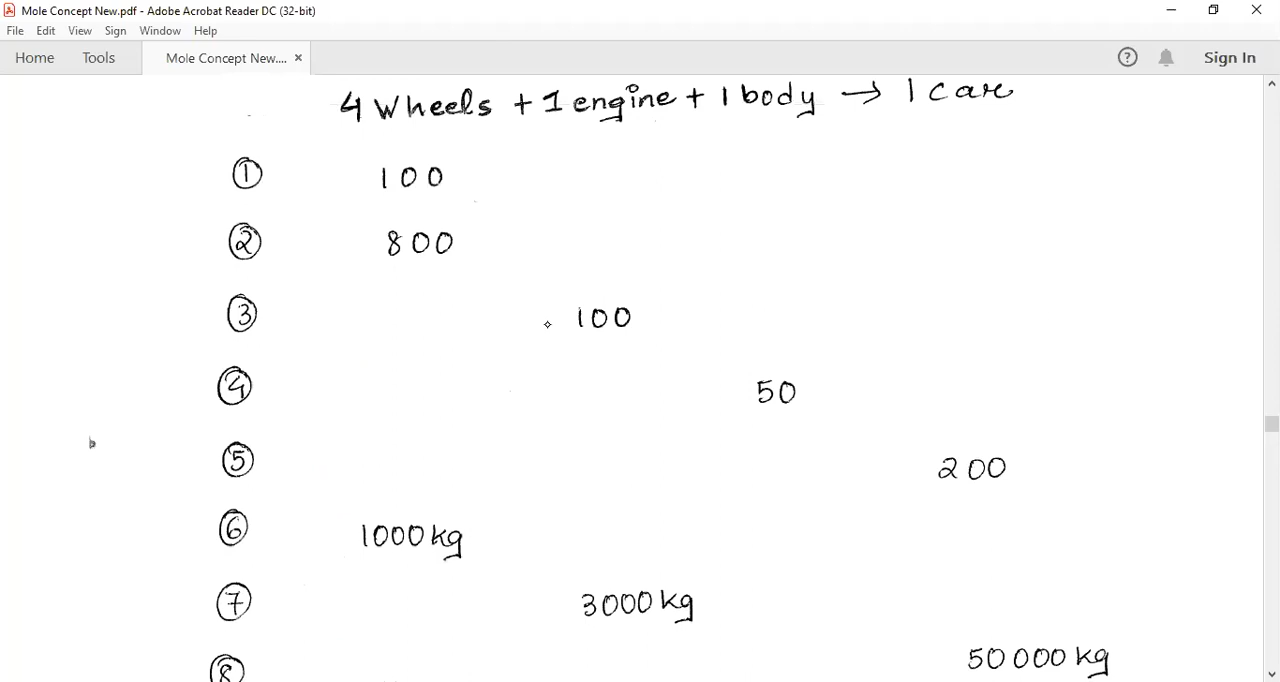 Mole Concept New.pdf - Adobe Acrobat Reader DC (32-bit)
File Edit View Sign Window Help
Home Tools Mole Concept New.... × ? Sign In
4 Wheels + 1 engine + 1 body → 1 Car
① 100
② 800
③ 100
④ 50
⑤ 200
⑥ 1000 kg
⑦ 3000 kg
⑧ 50000 kg